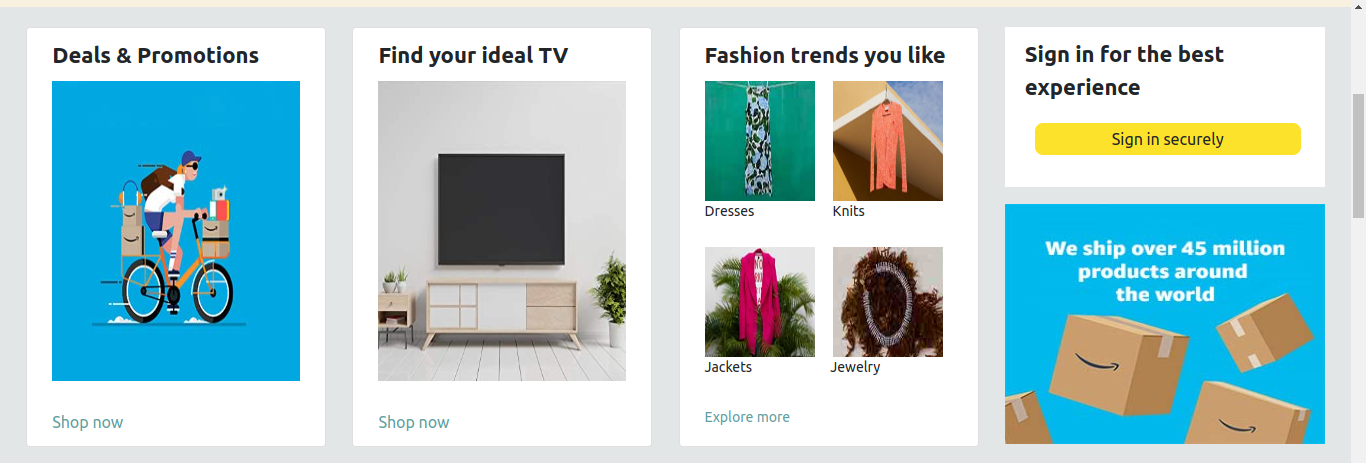 Deals & Promotions
Shop now
Find your ideal TV
Shop now
Fashion trends you like
Dresses
Knits
Jackets
Jewelry
Explore more
Sign in for the best
experience
Sign in securely
We ship over 45 million
products around
the world